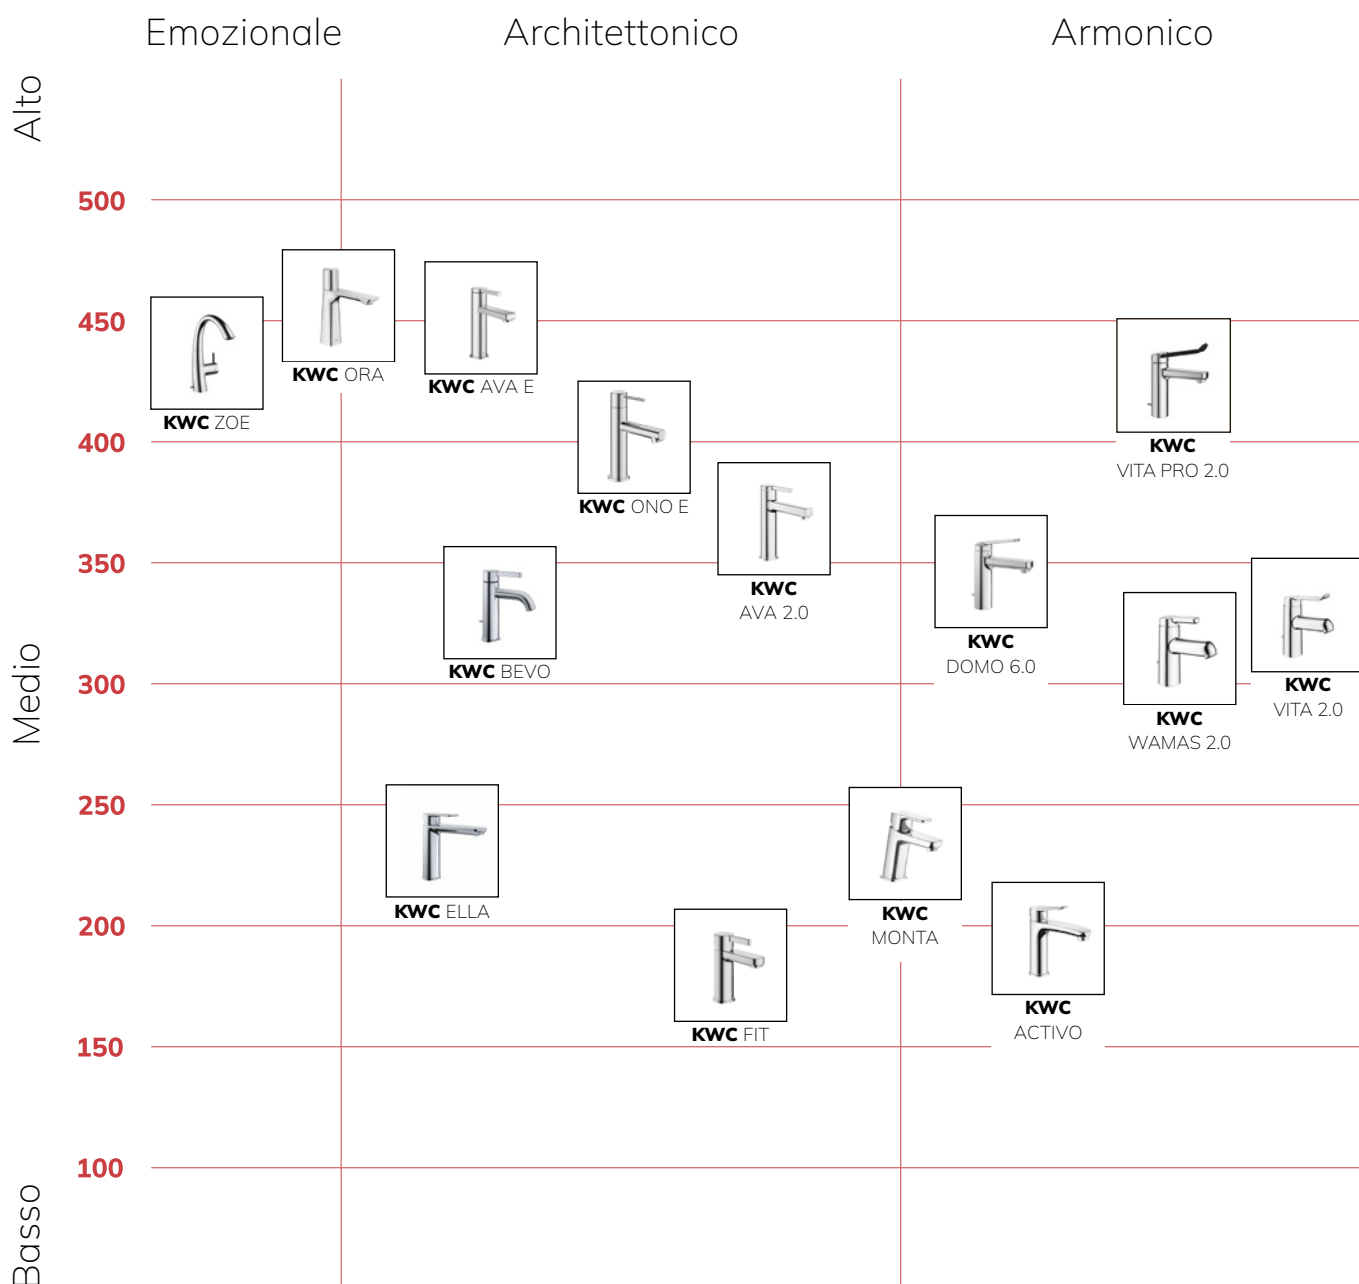 Emozionale
Architettonico
Armonico
Alto
500
450
KWC ORA
KWC AVA E
KWC ZOE
400
KWC
VITA PRO 2.0
KWC ONO E
350
KWC
AVA 2.0
KWC
DOMO 6.0
KWC BEVO
Medio
300
KWC
VITA 2.0
KWC
WAMAS 2.0
250
KWC ELLA
200
KWC
MONTA
KWC
ACTIVO
KWC FIT
150
100
Basso